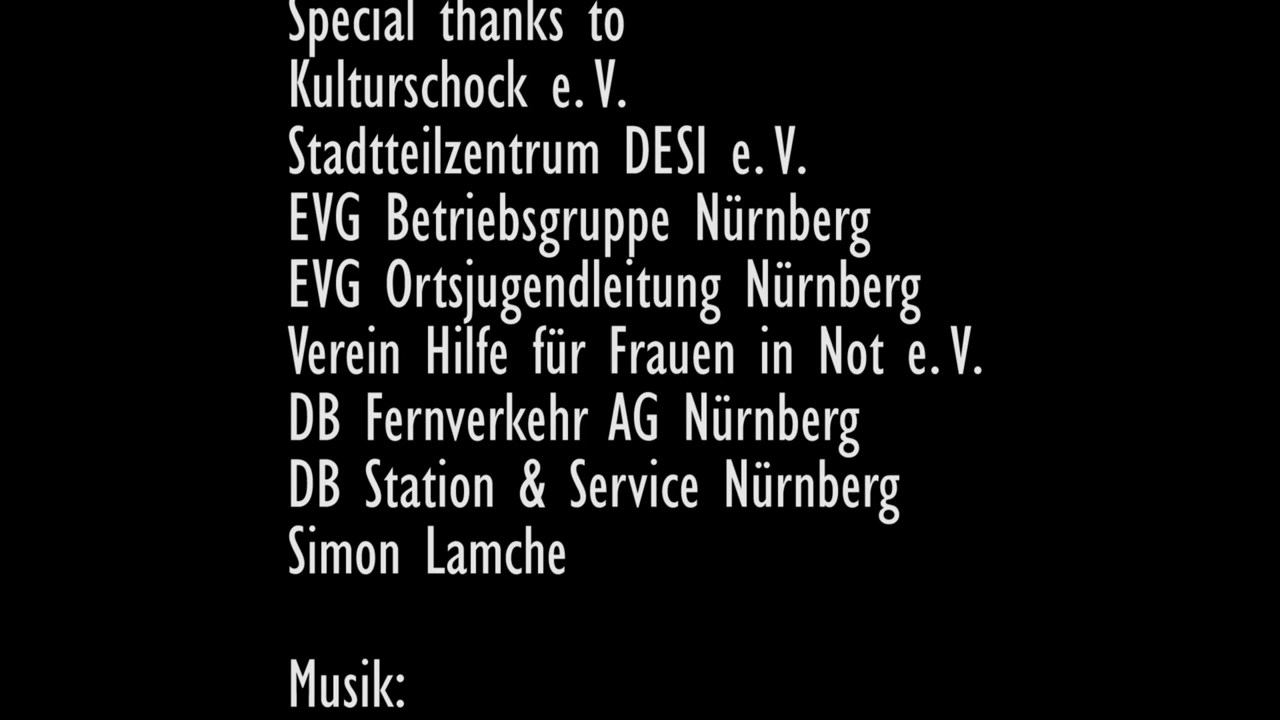 Special thanks to
Kulturschock e. V.
Stadtteilzentrum DESI e. V.
EVG Betriebsgruppe Nürnberg
EVG Ortsjugendleitung Nürnberg
Verein Hilfe für Frauen in Not e. V.
DB Fernverkehr AG Nürnberg
DB Station & Service Nürnberg
Simon Lamche
Musik: